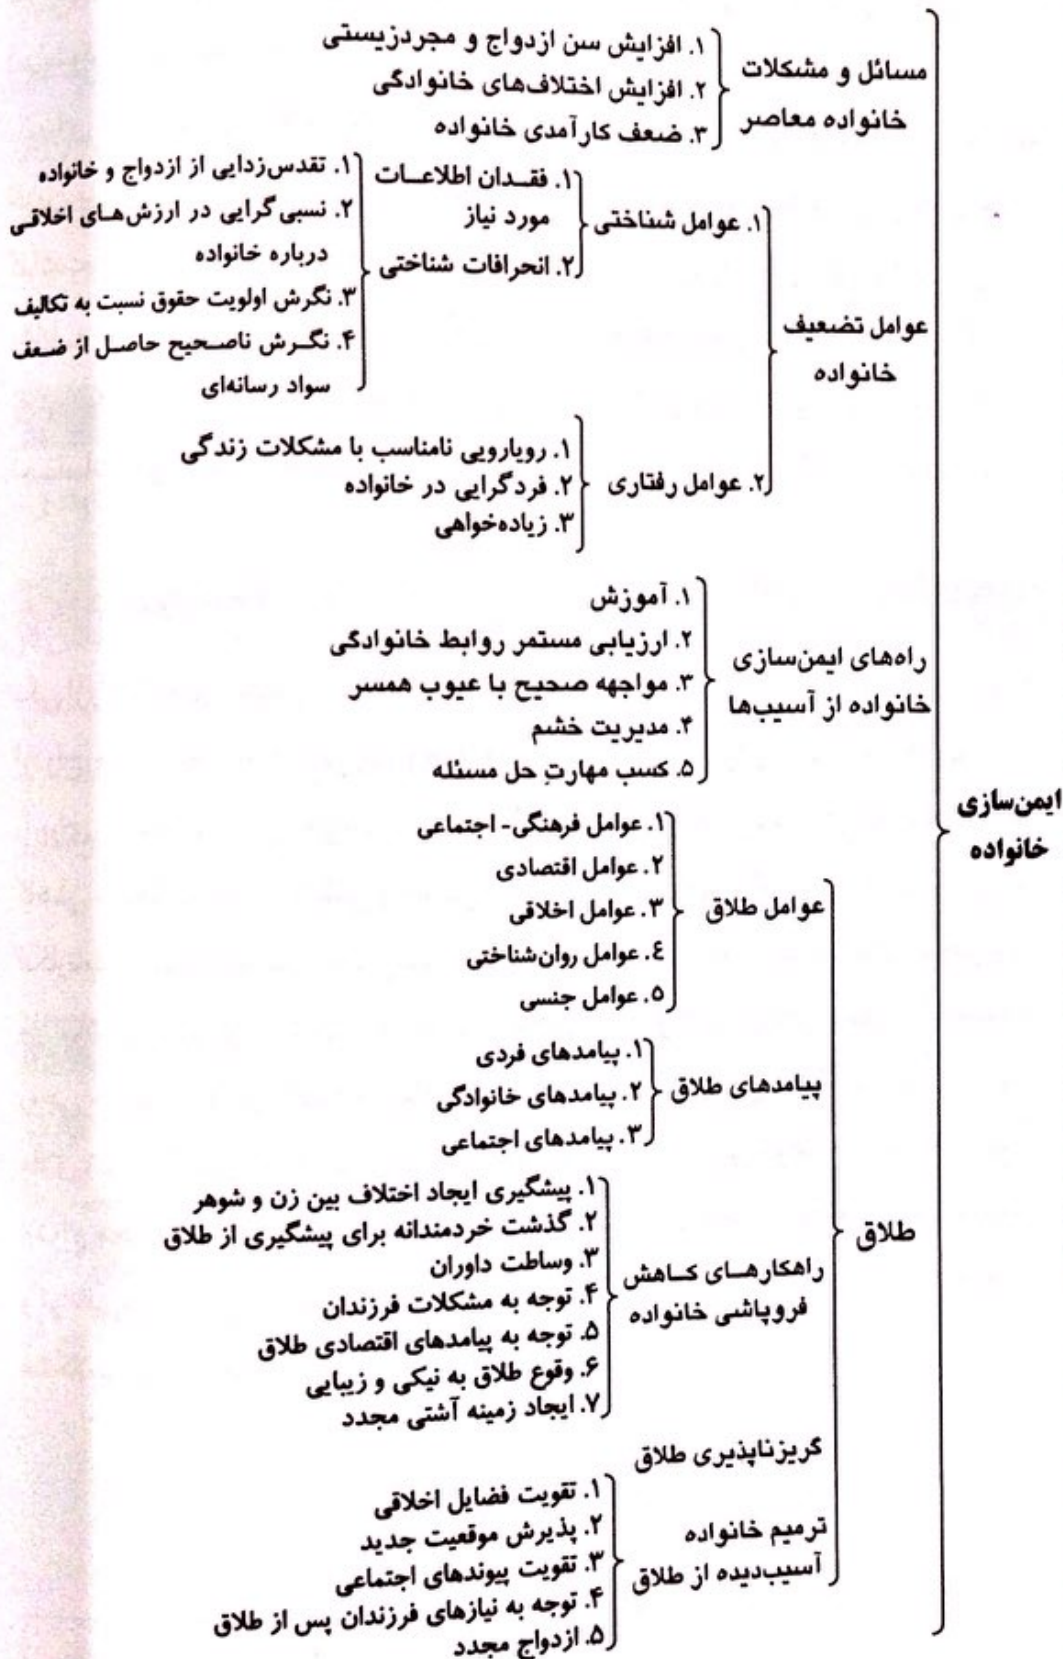 ایمن‌سازی
خانواده
مسائل و مشکلات
خانواده معاصر
۱. افزایش سن ازدواج و مجردزیستی
۲. افزایش اختلاف‌های خانوادگی
۳. ضعف کارآمدی خانواده
عوامل تضعیف
خانواده
۱. عوامل شناختی
۱. فقدان اطلاعات
مورد نیاز
۲. انحرافات شناختی
۱. تقدس‌زدایی از ازدواج و خانواده
۲. نسبی‌گرایی در ارزش‌های اخلاقی
درباره خانواده
۳. نگرش اولویت حقوق نسبت به تکالیف
۴. نگرش ناصحیح حاصل از ضعف
سواد رسانه‌ای
۲. عوامل رفتاری
۱. رویارویی نامناسب با مشکلات زندگی
۲. فردگرایی در خانواده
۳. زیاده‌خواهی
راه‌های ایمن‌سازی
خانواده از آسیب‌ها
۱. آموزش
۲. ارزیابی مستمر روابط خانوادگی
۳. مواجهه صحیح با عیوب همسر
۴. مدیریت خشم
۵. کسب مهارتِ حل مسئله
طلاق
عوامل طلاق
۱. عوامل فرهنگی- اجتماعی
۲. عوامل اقتصادی
۳. عوامل اخلاقی
٤. عوامل روان‌شناختی
۵. عوامل جنسی
پیامدهای طلاق
۱. پیامدهای فردی
۲. پیامدهای خانوادگی
۳. پیامدهای اجتماعی
راهکارهای کاهش
فروپاشی خانواده
۱. پیشگیری ایجاد اختلاف بین زن و شوهر
۲. گذشت خردمندانه برای پیشگیری از طلاق
۳. وساطت داوران
۴. توجه به مشکلات فرزندان
۵. توجه به پیامدهای اقتصادی طلاق
۶. وقوع طلاق به نیکی و زیبایی
۷. ایجاد زمینه آشتی مجدد
گریزناپذیری طلاق
ترمیم خانواده
آسیب‌دیده از طلاق
۱. تقویت فضایل اخلاقی
۲. پذیرش موقعیت جدید
۳. تقویت پیوندهای اجتماعی
۴. توجه به نیازهای فرزندان پس از طلاق
۵. ازدواج مجدد